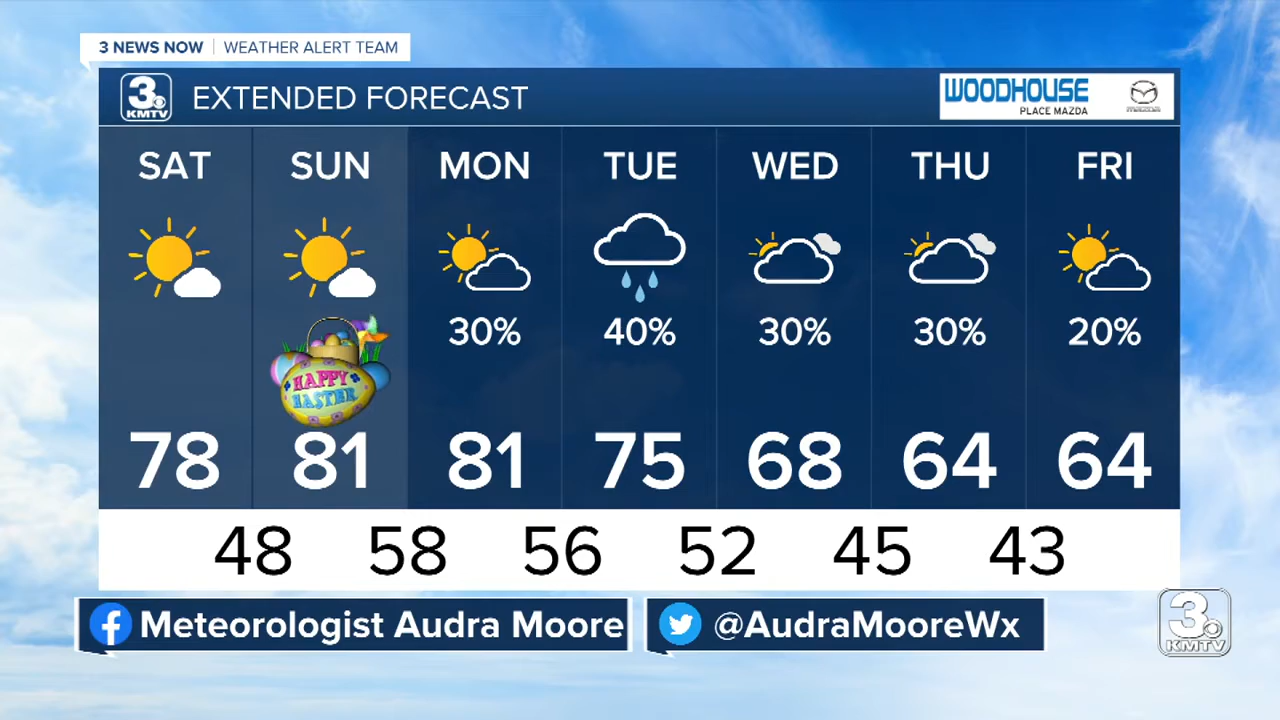 3 NEWS NOW WEATHER ALERT TEAM
3 KMTV EXTENDED FORECAST WOODHOUSE
PLACE MAZDA mazda
SAT SUN MON TUE WED THU FRI
30% 40% 30% 30% 20%
HAPPY
EASTER
78 81 81 75 68 64 64
48 58 56 52 45 43
Meteorologist Audra Moore @AudraMooreWx
3
KMTV